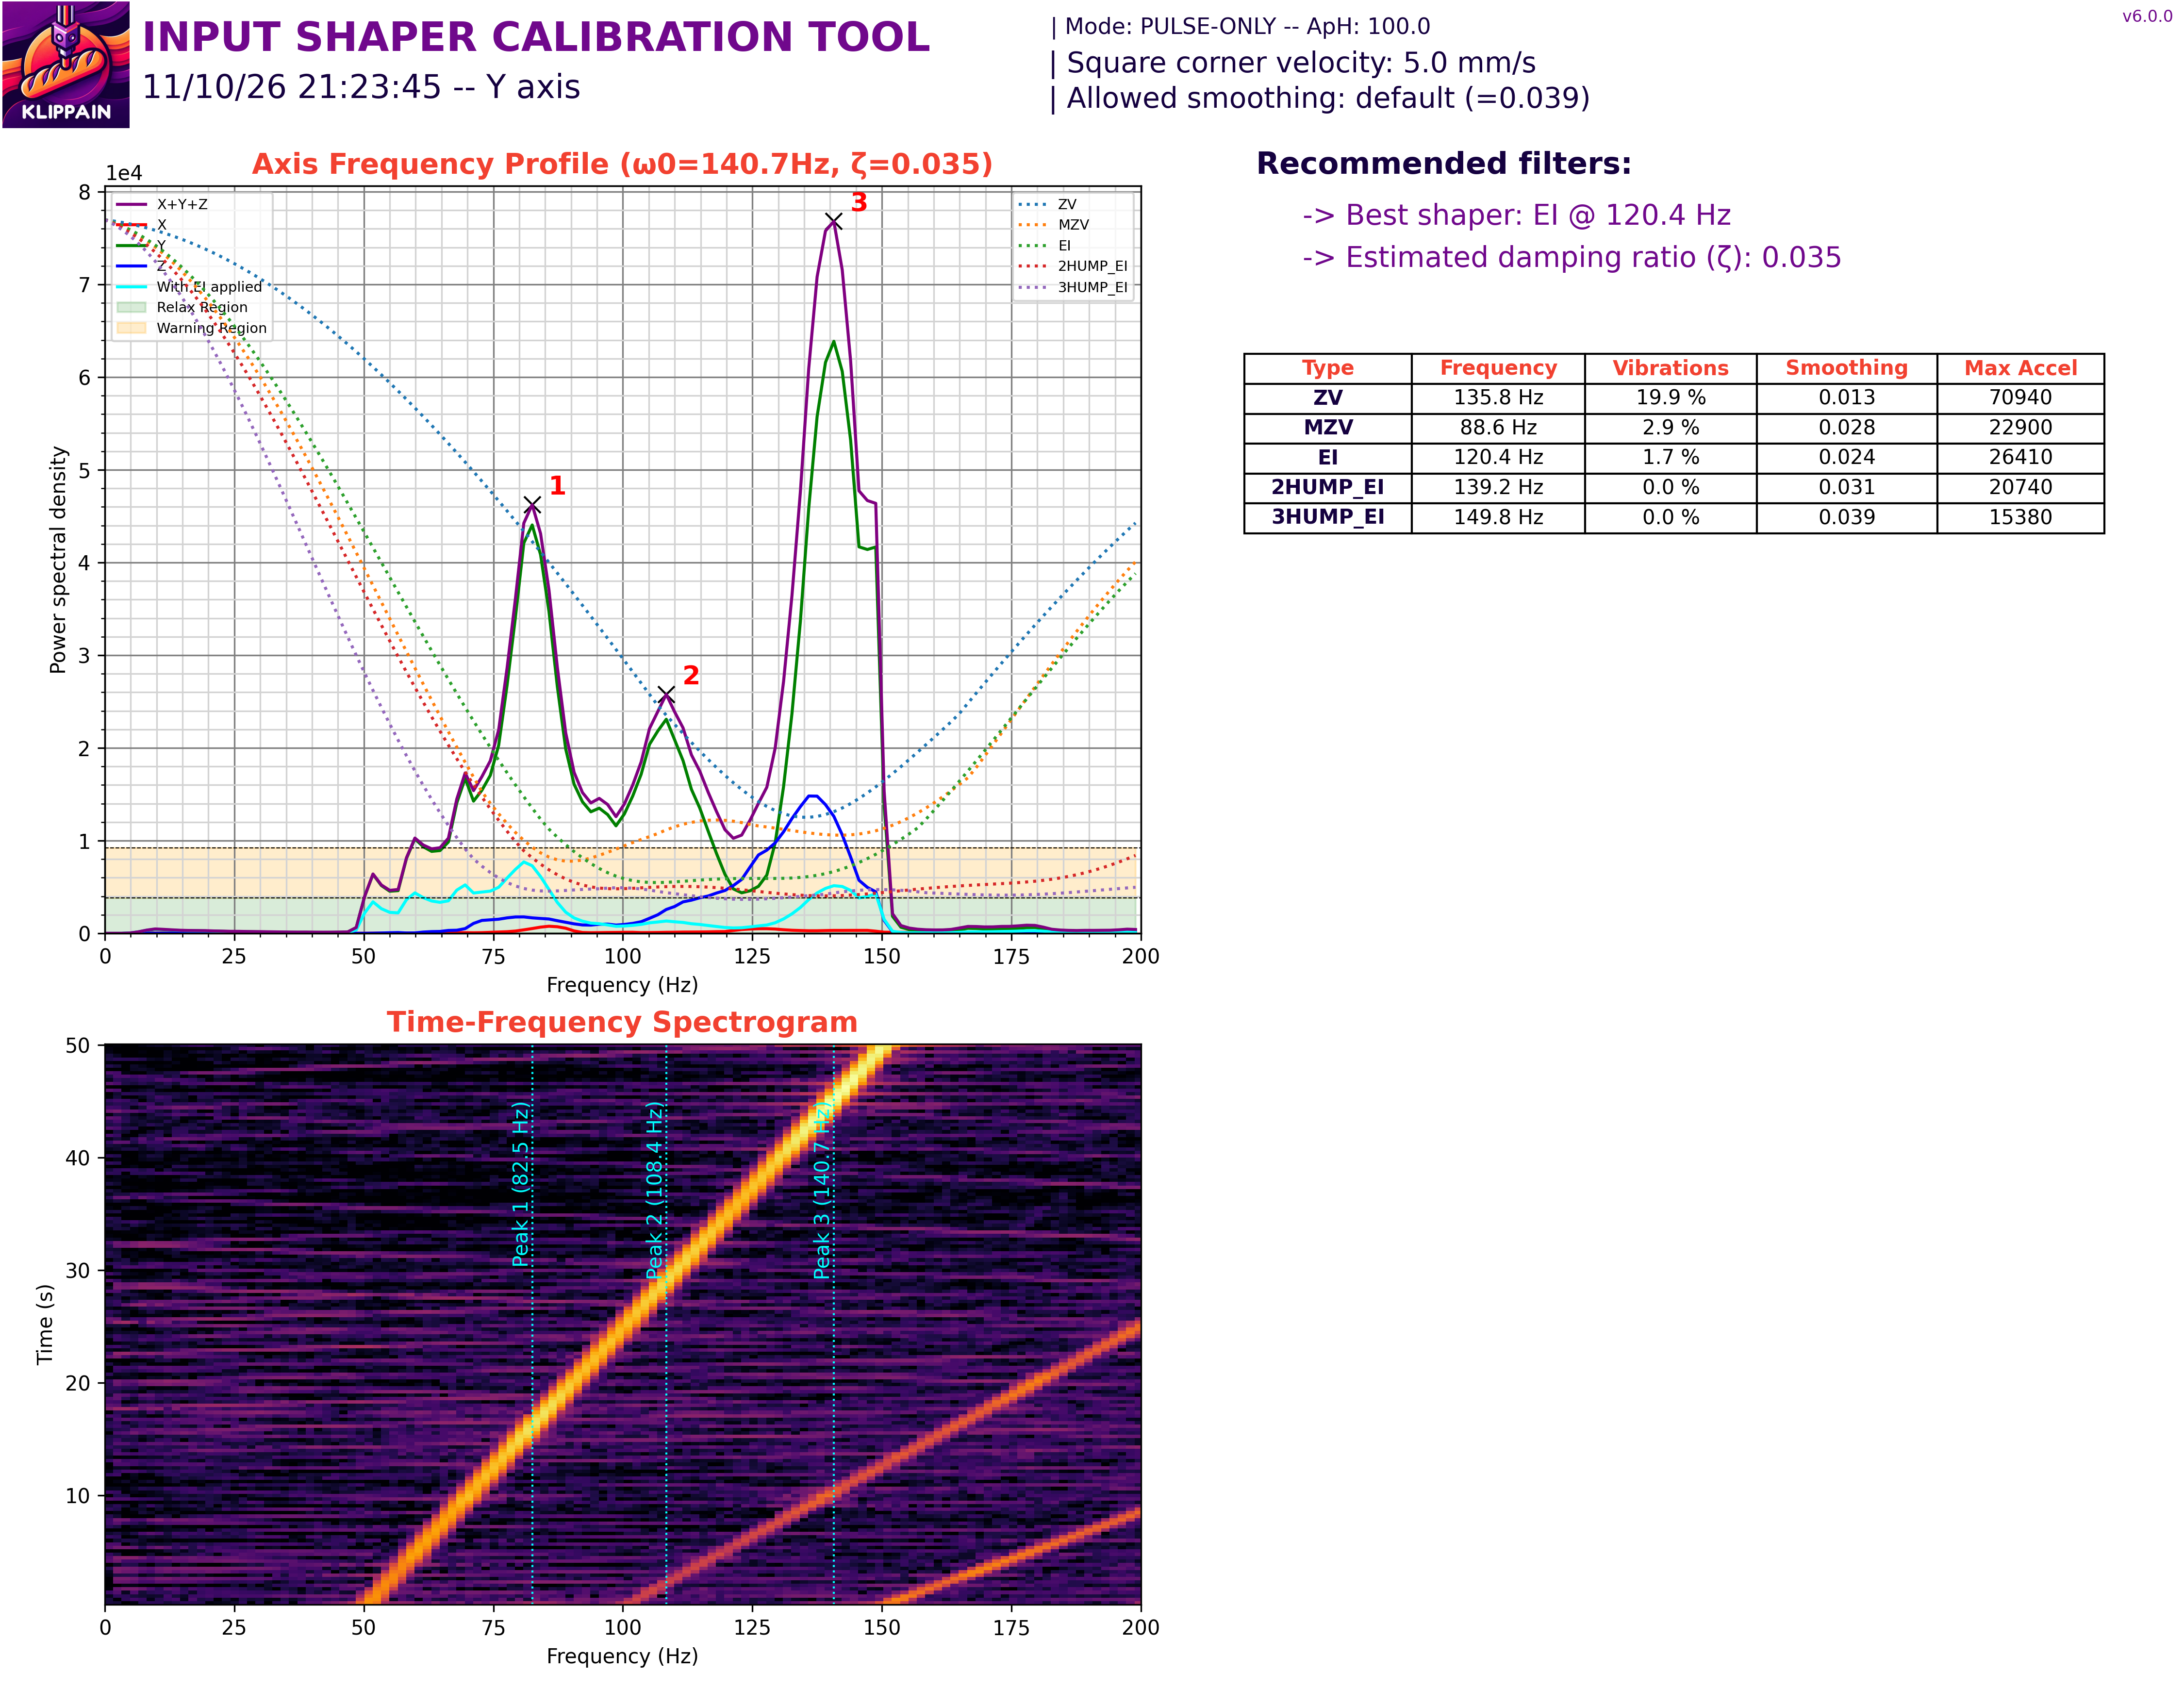 KLIPPAIN
INPUT SHAPER CALIBRATION TOOL
11/10/26 21:23:45 -- Y axis
| Mode: PULSE-ONLY -- ApH: 100.0
| Square corner velocity: 5.0 mm/s
| Allowed smoothing: default (=0.039)
v6.0.0
Axis Frequency Profile (ω0=140.7Hz, ζ=0.035)
1e4
8
7
6
5
4
3
2
1
0
Power spectral density
X+Y+Z
X
Y
Z
With EI applied
Relax Region
Warning Region
ZV
MZV
EI
2HUMP_EI
3HUMP_EI
1
2
3
0 25 50 75 100 125 150 175 200
Frequency (Hz)
Recommended filters:
-> Best shaper: EI @ 120.4 Hz
-> Estimated damping ratio (ζ): 0.035
Type Frequency Vibrations Smoothing Max Accel
ZV 135.8 Hz 19.9 % 0.013 70940
MZV 88.6 Hz 2.9 % 0.028 22900
EI 120.4 Hz 1.7 % 0.024 26410
2HUMP_EI 139.2 Hz 0.0 % 0.031 20740
3HUMP_EI 149.8 Hz 0.0 % 0.039 15380
Time-Frequency Spectrogram
50
40
30
20
10
Time (s)
Peak 1 (82.5 Hz)
Peak 2 (108.4 Hz)
Peak 3 (140.7 Hz)
0 25 50 75 100 125 150 175 200
Frequency (Hz)